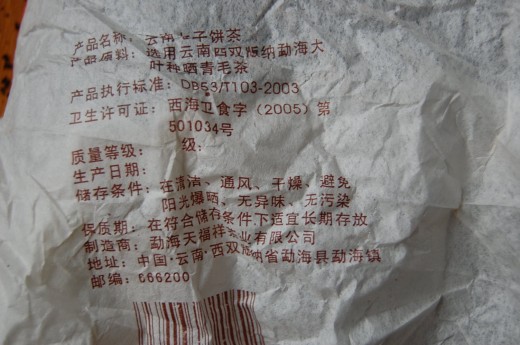 产品名称: 云南七子饼茶
产品原料: 选用云南西双版纳勐海大
叶种晒青毛茶
产品执行标准: DB53/T103-2003
卫生许可证: 西海卫食字 (2005) 第
501034号
质量等级: 级:
生产日期:
储存条件: 在清洁、通风、干燥、避免
阳光爆晒、无异味、无污染
保质期: 在符合储存条件下适宜长期存放
制造商: 勐海天福祥茶业有限公司
地址: 中国·云南·西双版纳省勐海县勐海镇
邮编: 666200